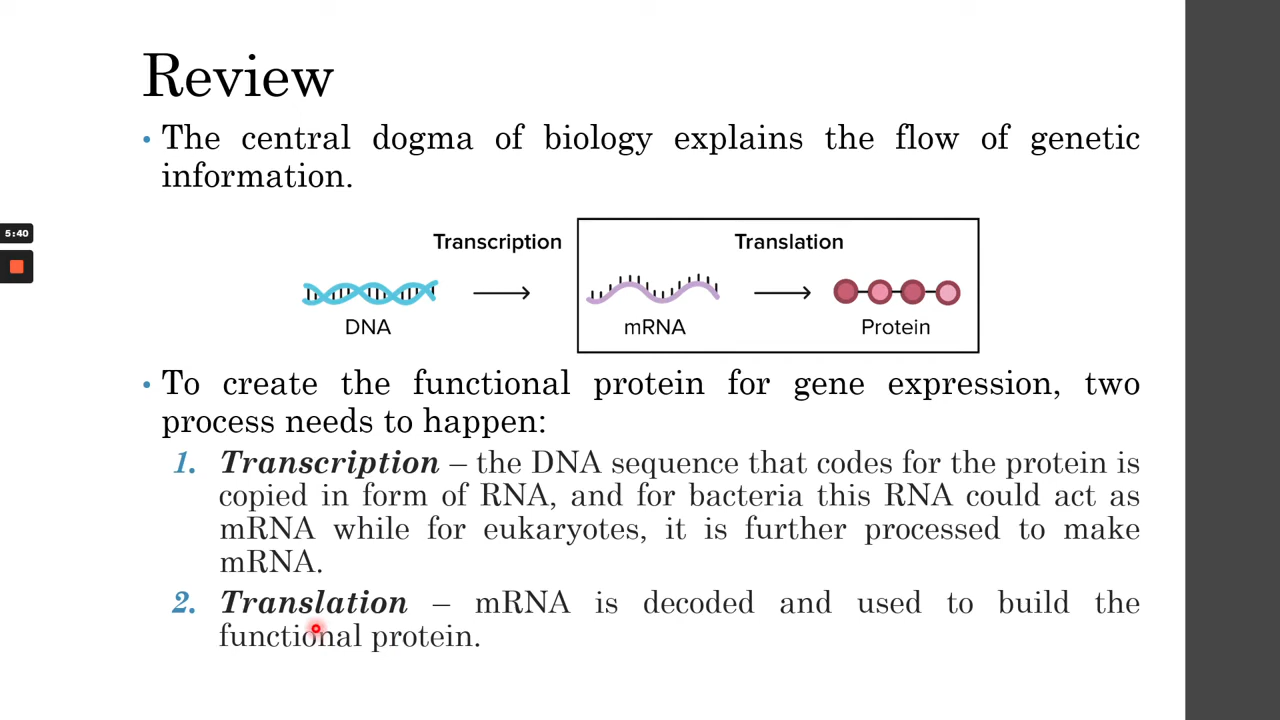 Review
• The central dogma of biology explains the flow of genetic
information.
5:40
Transcription
Translation
DNA
mRNA
Protein
• To create the functional protein for gene expression, two
process needs to happen:
1. Transcription – the DNA sequence that codes for the protein is
copied in form of RNA, and for bacteria this RNA could act as
mRNA while for eukaryotes, it is further processed to make
mRNA.
2. Translation – mRNA is decoded and used to build the
functional protein.